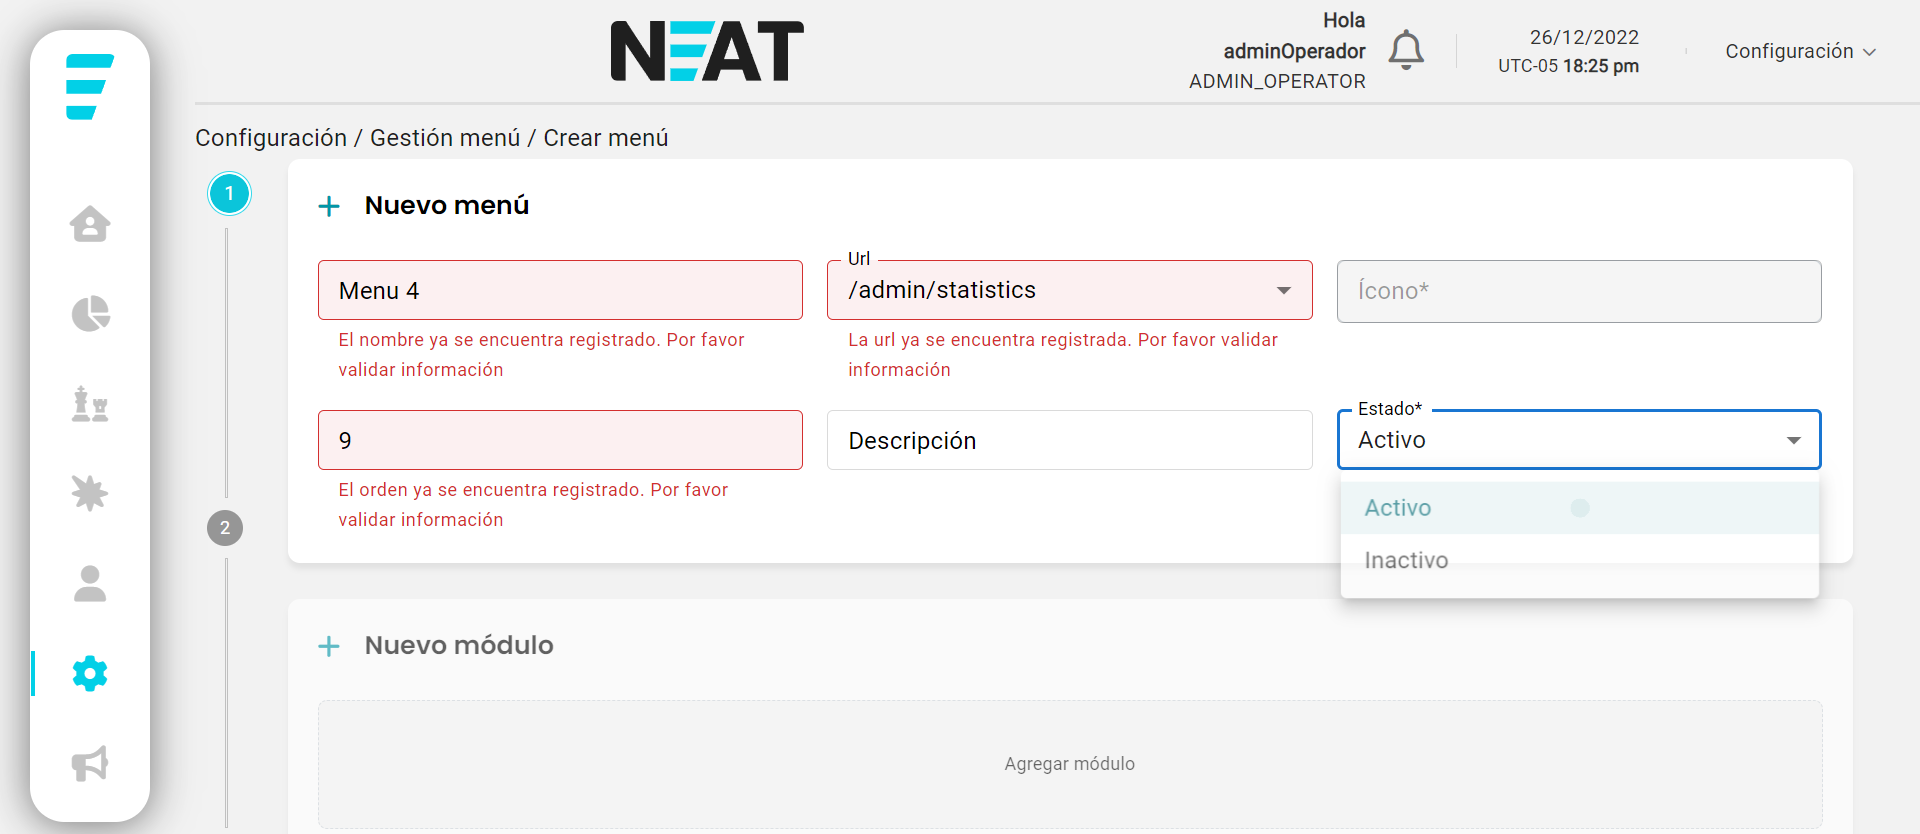 NEAT
Hola
adminOperador
ADMIN_OPERATOR
26/12/2022
UTC-05 18:25 pm
Configuración
Configuración / Gestión menú / Crear menú
1
Nuevo menú
Menu 4
El nombre ya se encuentra registrado. Por favor
validar información
Url
/admin/statistics
La url ya se encuentra registrada. Por favor validar
información
Ícono*
9
El orden ya se encuentra registrado. Por favor
validar información
Descripción
Estado*
Activo
Activo
Inactivo
2
Nuevo módulo
Agregar módulo